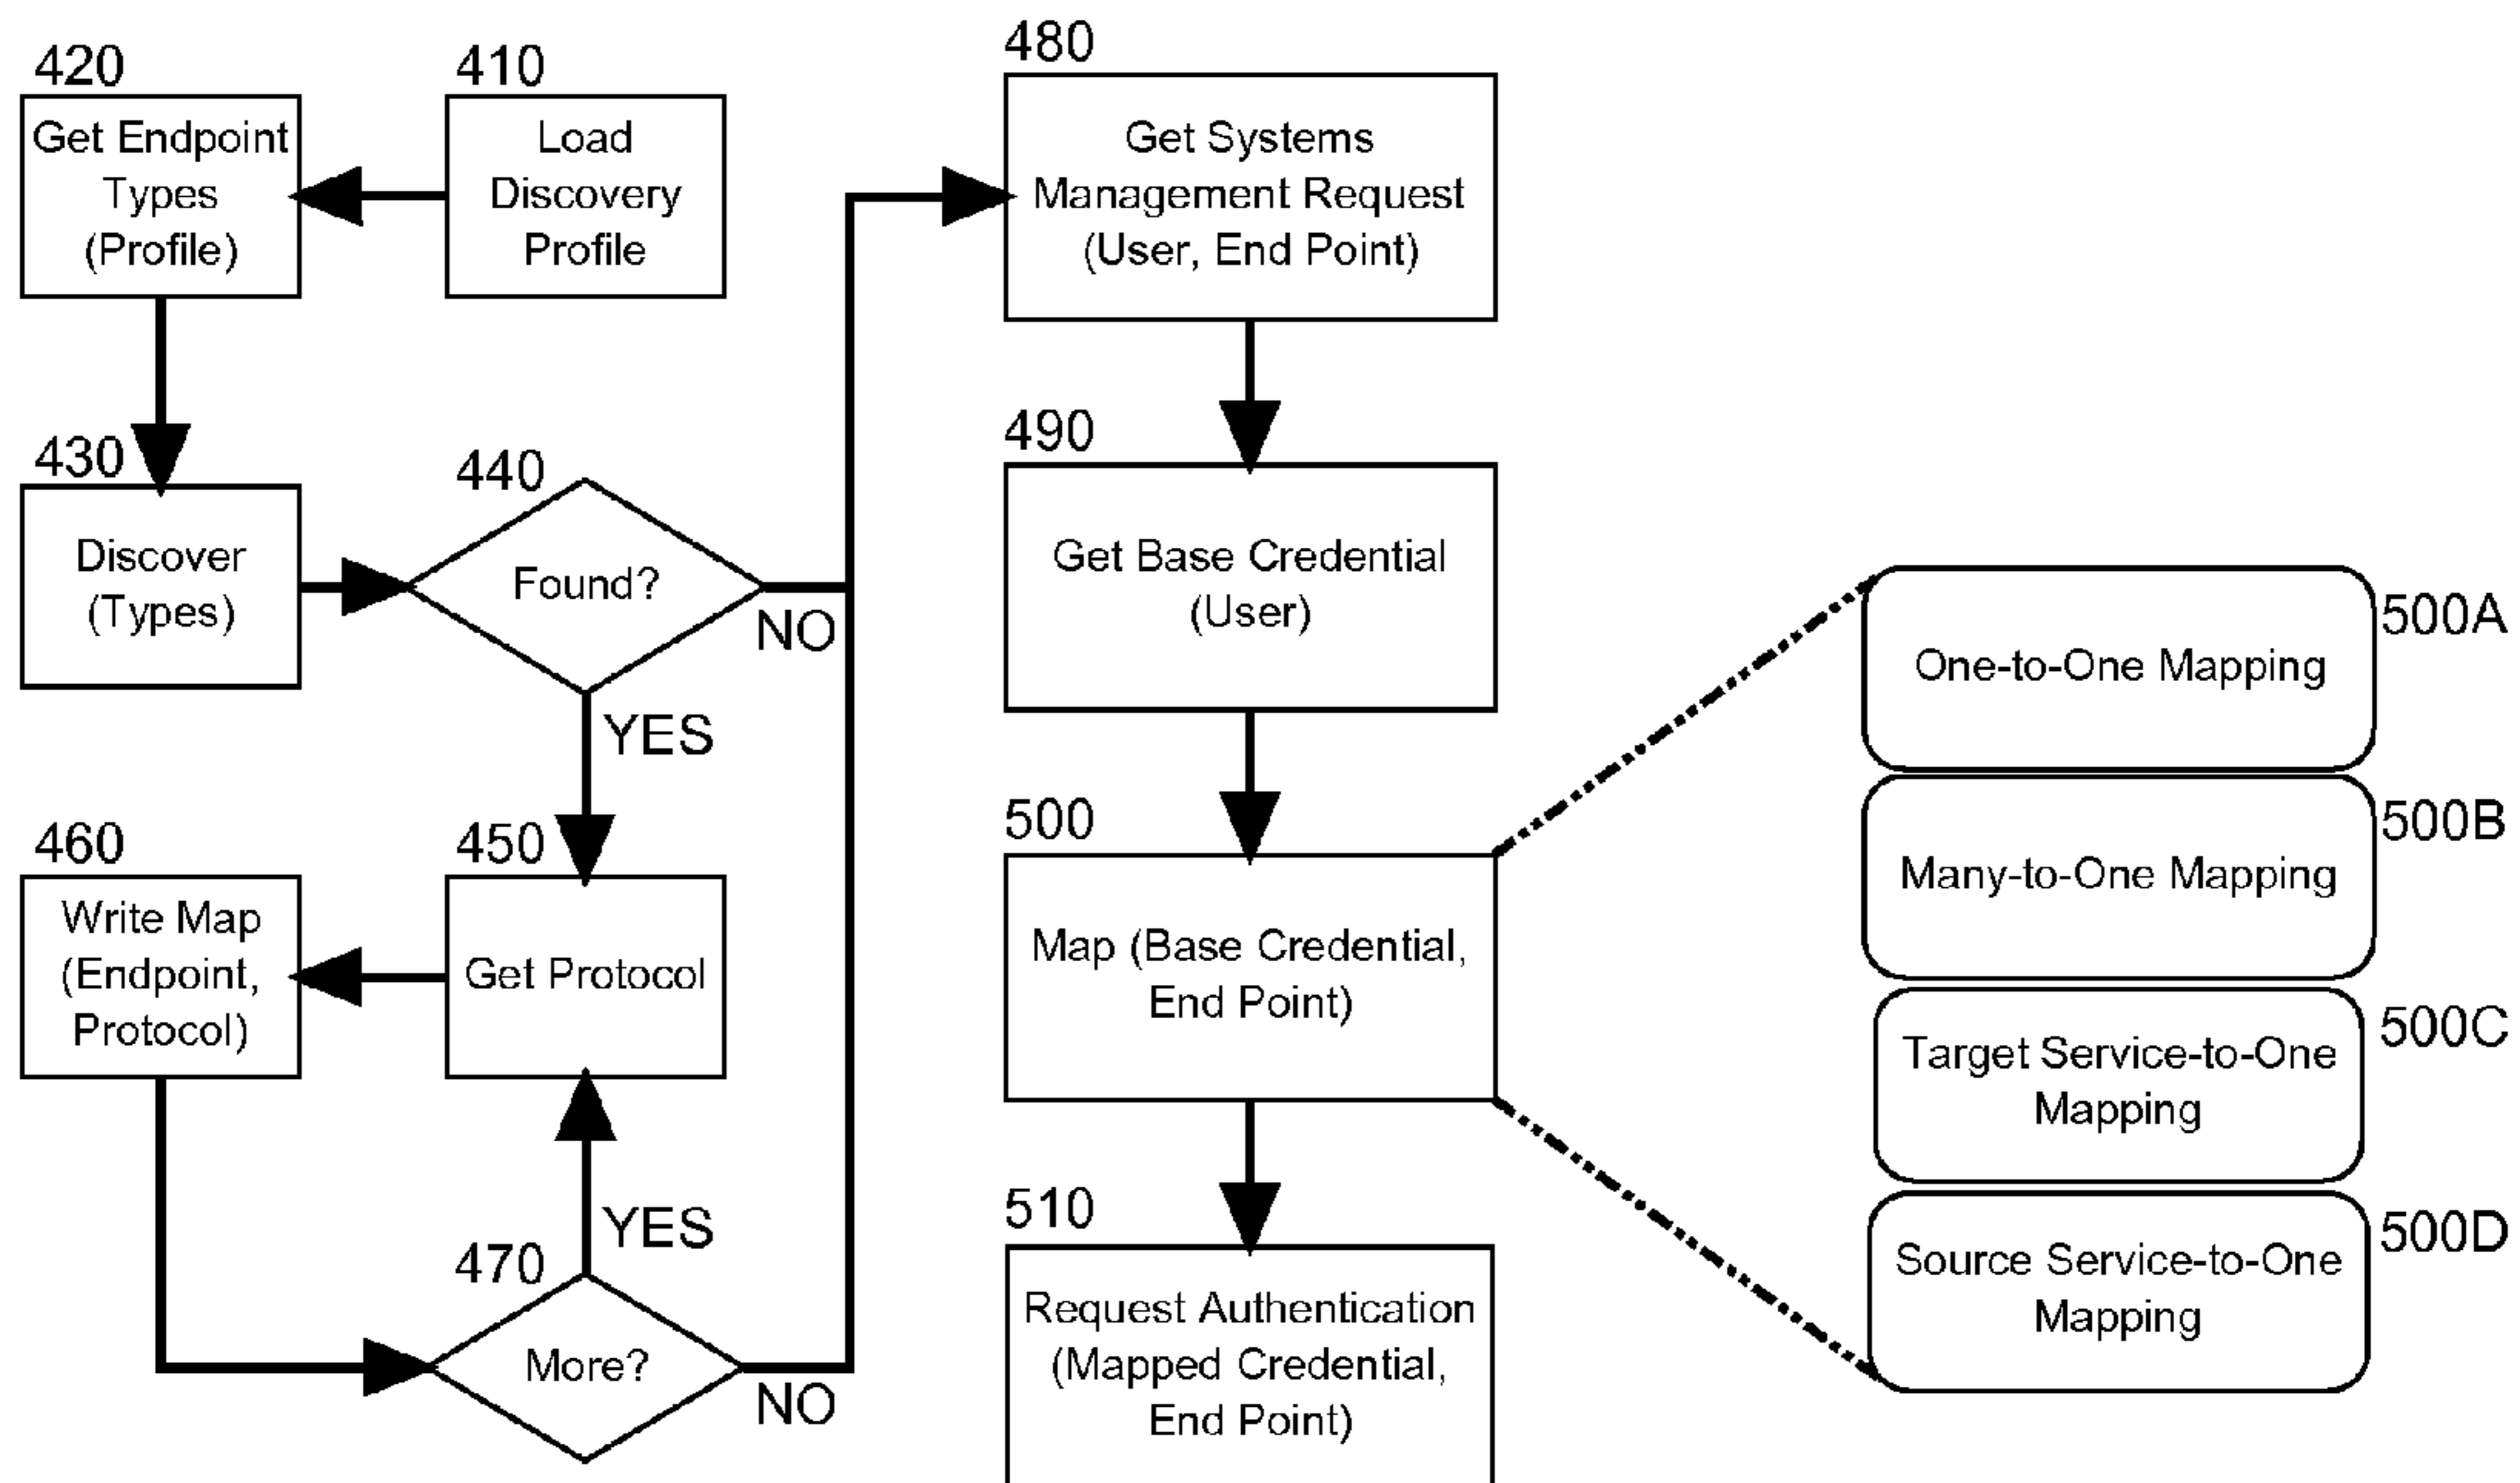 420
Get Endpoint
Types
(Profile)
410
Load
Discovery
Profile
430
Discover
(Types)
440
Found?
NO
YES
460
Write Map
(Endpoint,
Protocol)
450
Get Protocol
YES
470
More?
NO
480
Get Systems
Management Request
(User, End Point)
490
Get Base Credential
(User)
500
Map (Base Credential,
End Point)
510
Request Authentication
(Mapped Credential,
End Point)
500A
One-to-One Mapping
500B
Many-to-One Mapping
500C
Target Service-to-One
Mapping
500D
Source Service-to-One
Mapping